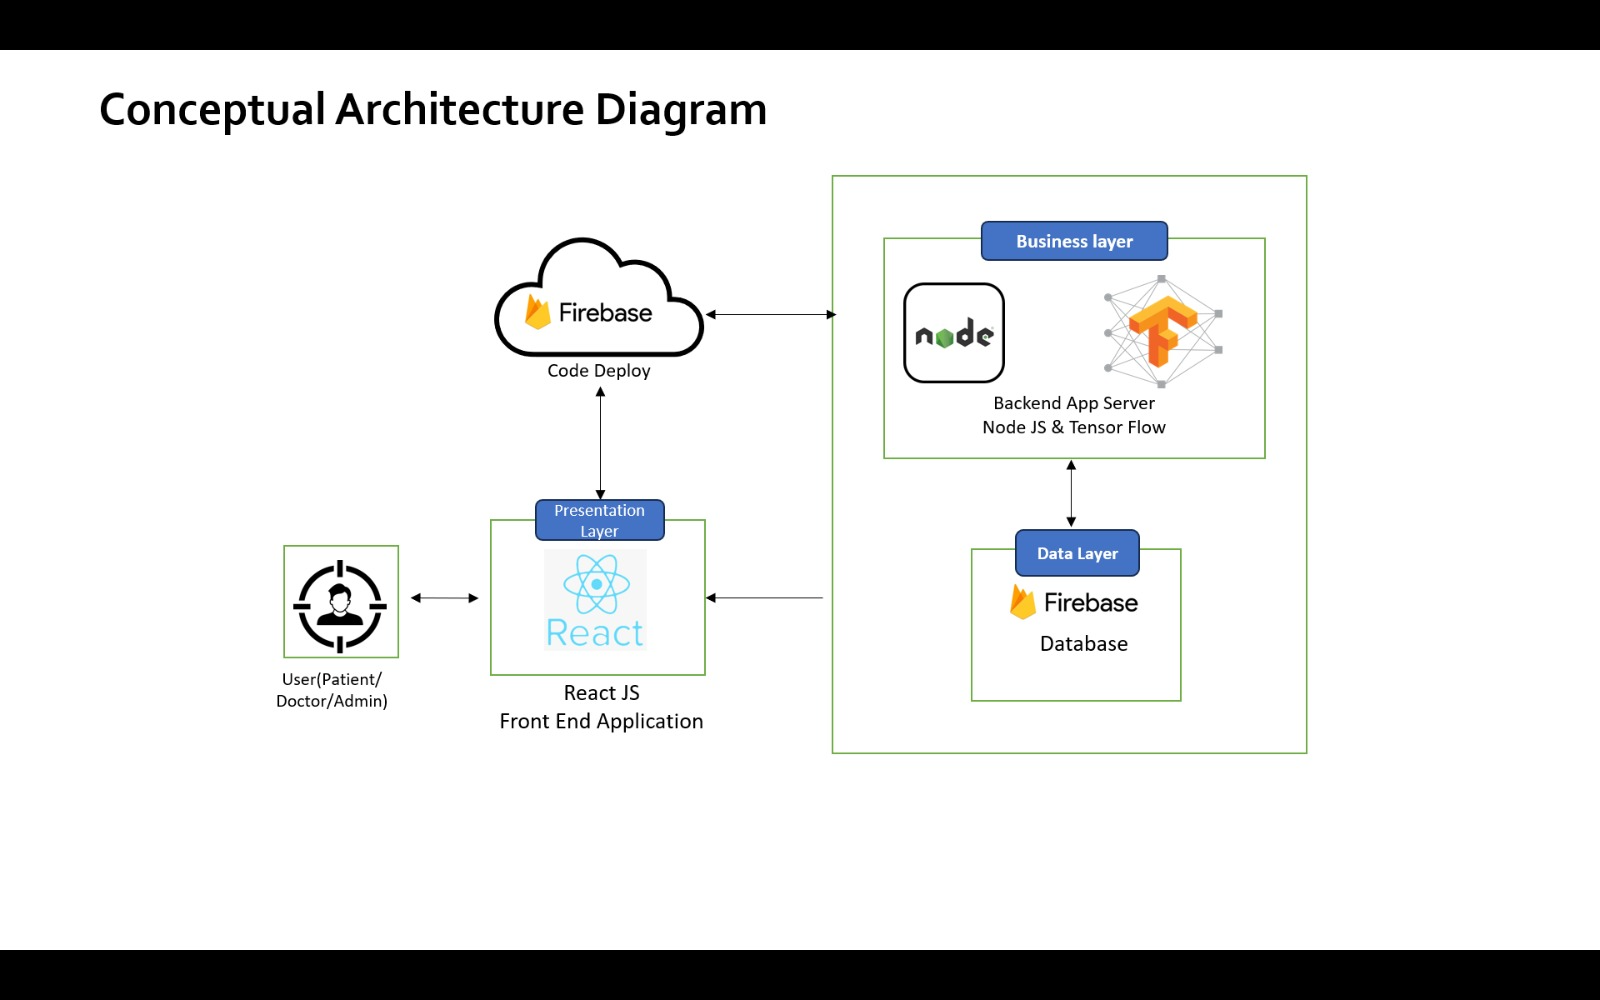 Conceptual Architecture Diagram
Business layer
Firebase
node
Code Deploy
Backend App Server
Node JS & Tensor Flow
Presentation
Layer
Data Layer
Firebase
React
Database
User(Patient/
Doctor/Admin)
React JS
Front End Application